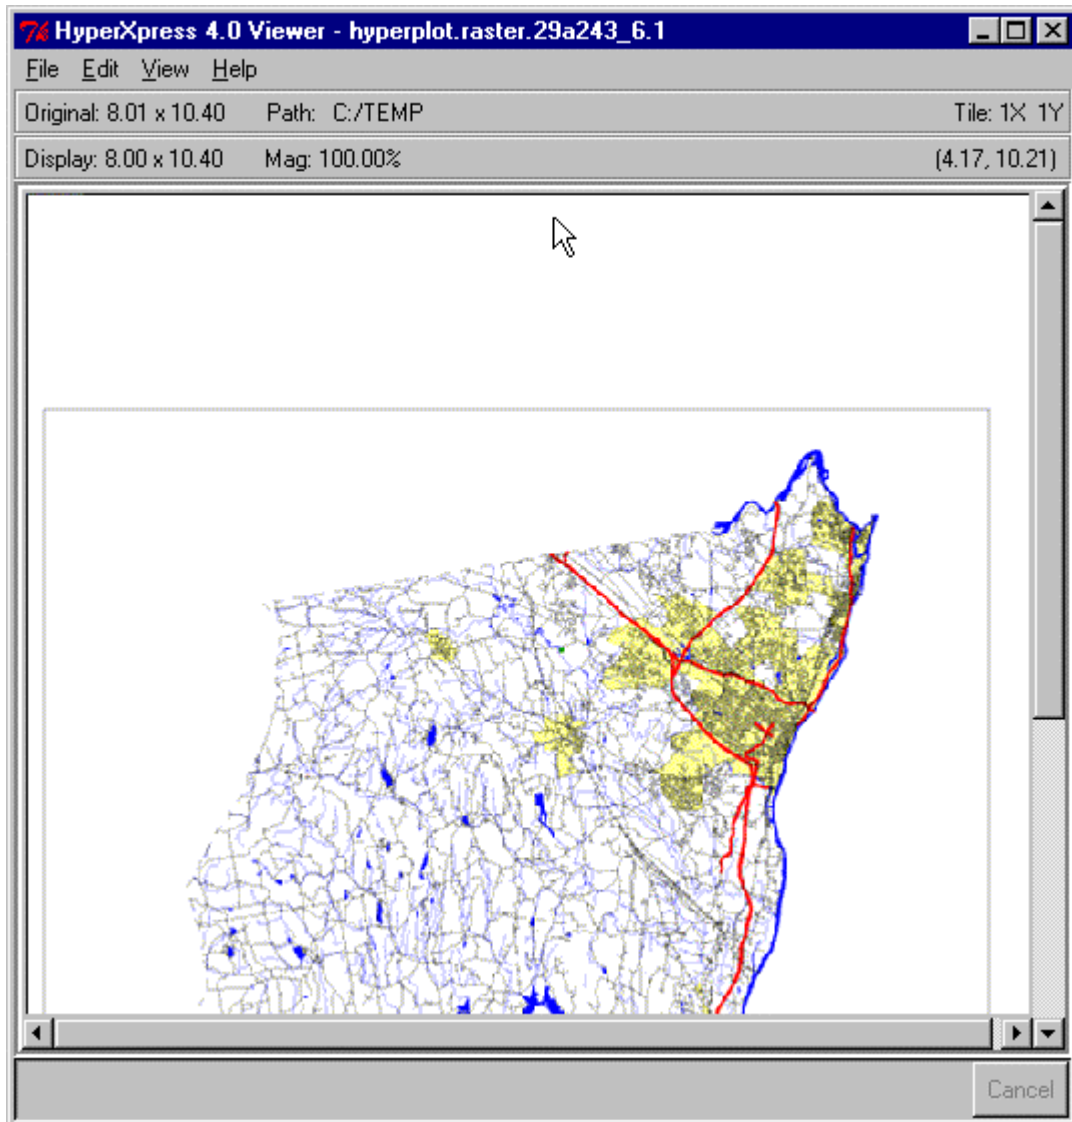 HyperXpress 4.0 Viewer - hyperplot.raster.29a243_6.1
File Edit View Help
Original: 8.01 x 10.40 Path: C:/TEMP Tile: 1X 1Y
Display: 8.00 x 10.40 Mag: 100.00% (4.17, 10.21)
Cancel